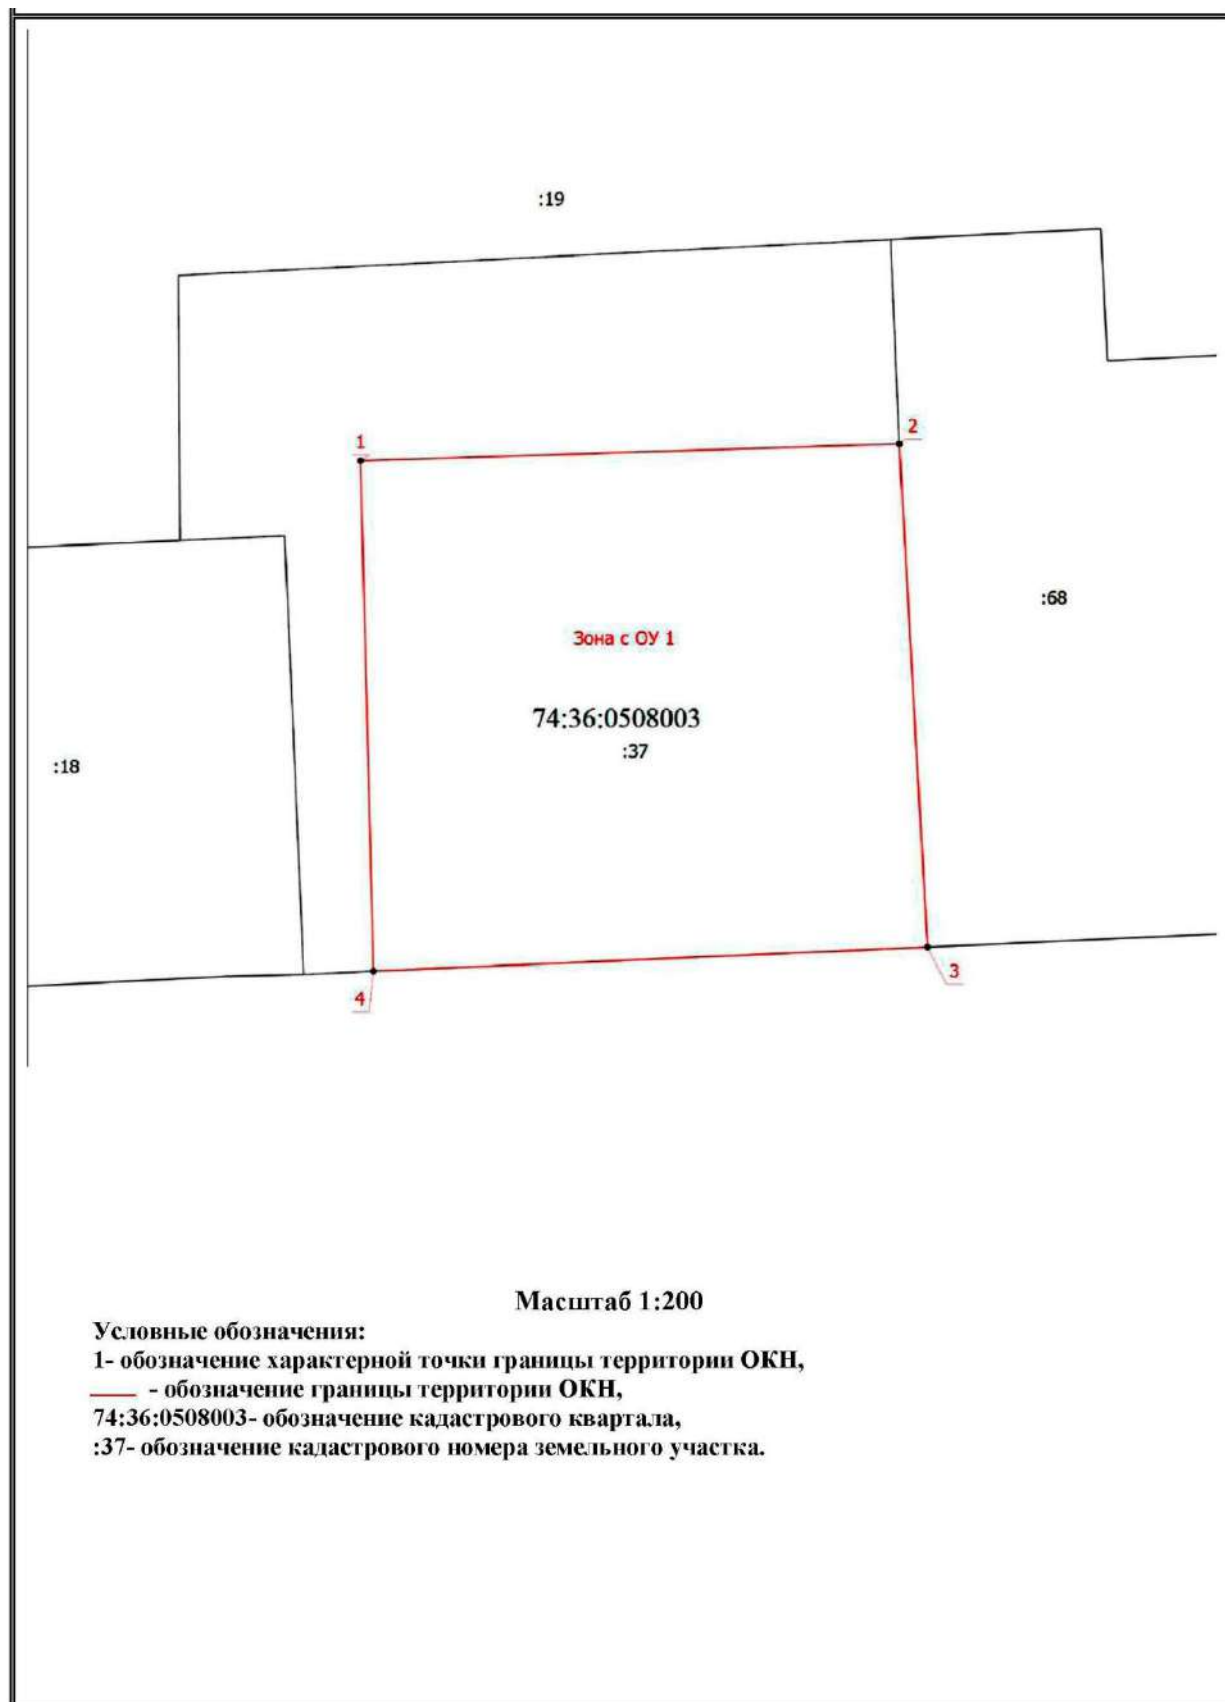 :19
1
2
:68
Зона с ОУ 1
74:36:0508003
:37
:18
3
4
Масштаб 1:200
Условные обозначения:
1- обозначение характерной точки границы территории ОКН,
- обозначение границы территории ОКН,
74:36:0508003- обозначение кадастрового квартала,
:37- обозначение кадастрового номера земельного участка.